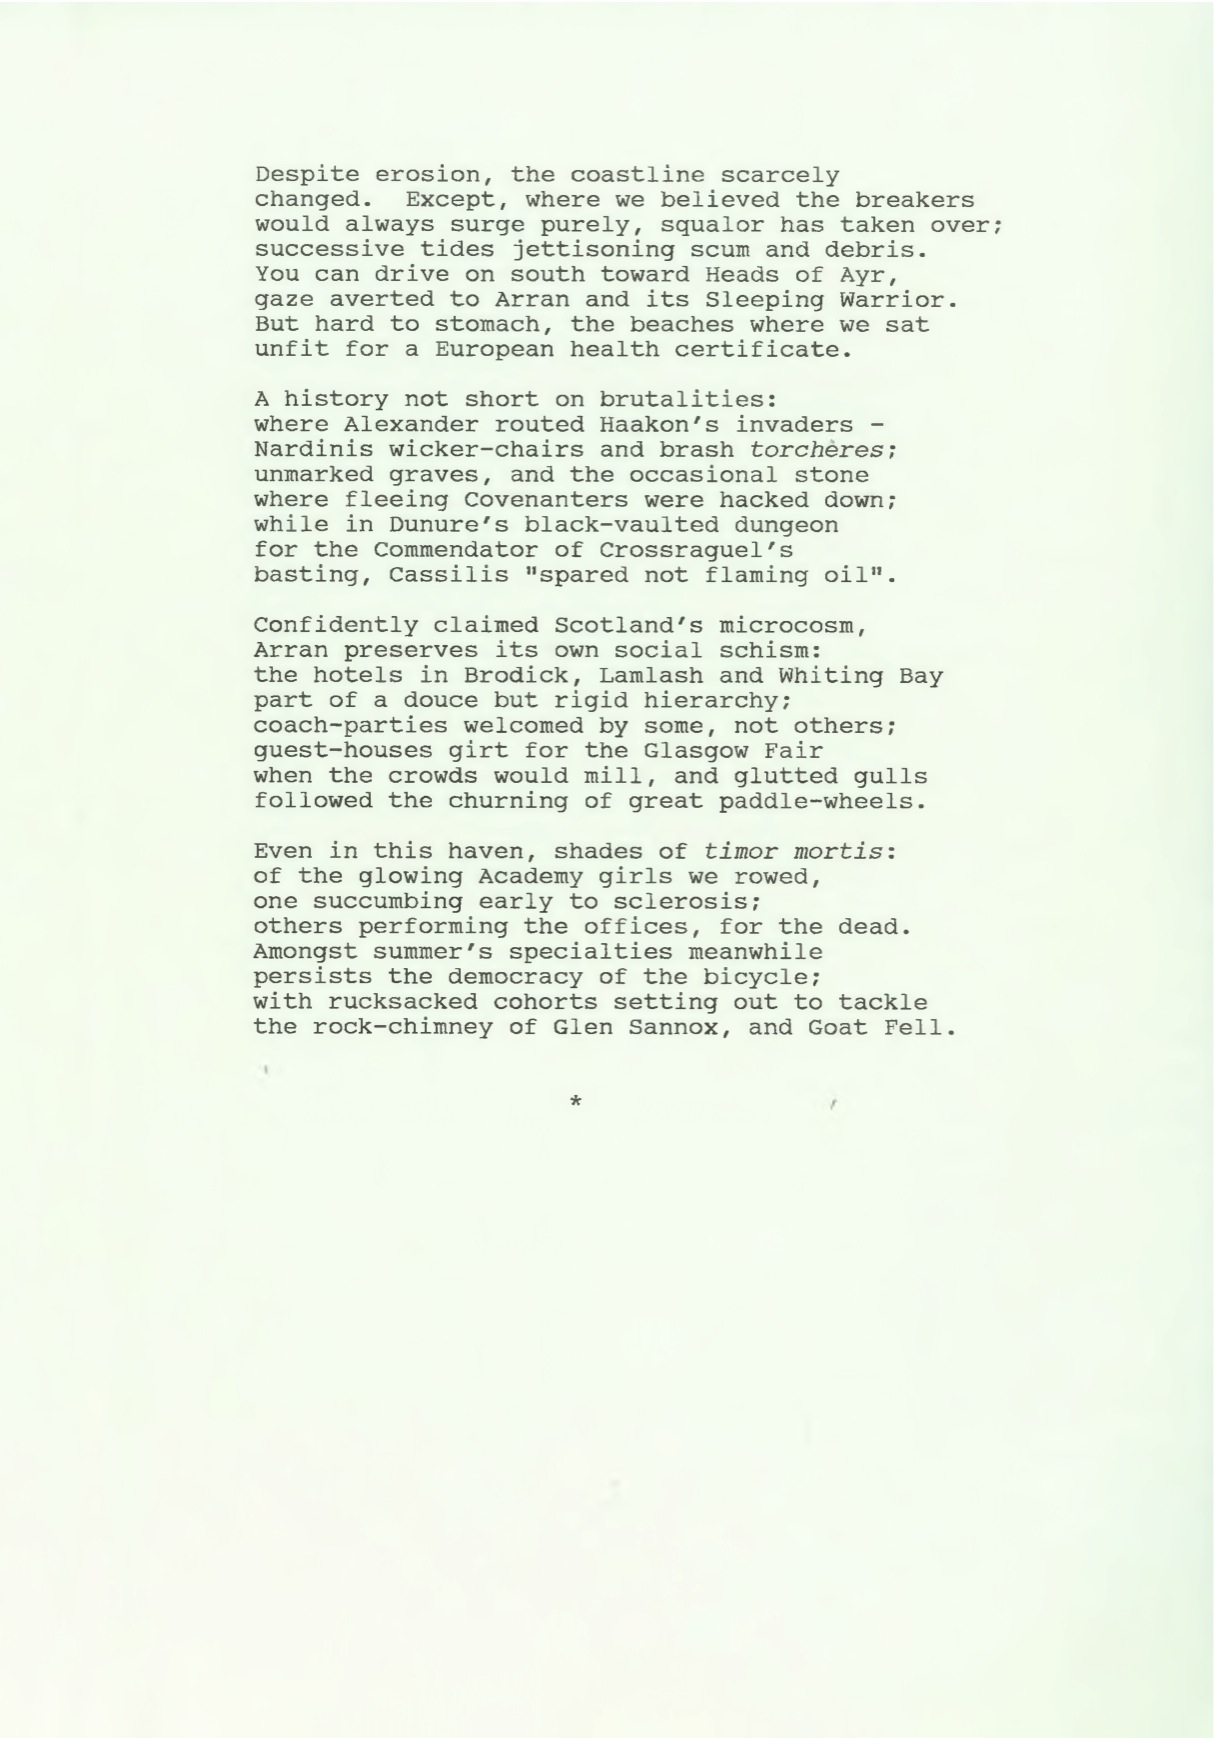 Despite erosion, the coastline scarcely
changed.  Except, where we believed the breakers
would always surge purely, squalor has taken over;
successive tides jettisoning scum and debris.
You can drive on south toward Heads of Ayr,
gaze averted to Arran and its Sleeping Warrior.
But hard to stomach, the beaches where we sat
unfit for a European health certificate.

A history not short on brutalities:
where Alexander routed Haakon's invaders -
Nardinis wicker-chairs and brash torchères;
unmarked graves, and the occasional stone
where fleeing Covenanters were hacked down;
while in Dunure's black-vaulted dungeon
for the Commendator of Crossraguel's
basting, Cassilis "spared not flaming oil".

Confidently claimed Scotland's microcosm,
Arran preserves its own social schism:
the hotels in Brodick, Lamlash and Whiting Bay
part of a douce but rigid hierarchy;
coach-parties welcomed by some, not others;
guest-houses girt for the Glasgow Fair
when the crowds would mill, and glutted gulls
followed the churning of great paddle-wheels.

Even in this haven, shades of timor mortis:
of the glowing Academy girls we rowed,
one succumbing early to sclerosis;
others performing the offices, for the dead.
Amongst summer's specialties meanwhile
persists the democracy of the bicycle;
with rucksacked cohorts setting out to tackle
the rock-chimney of Glen Sannox, and Goat Fell.

*